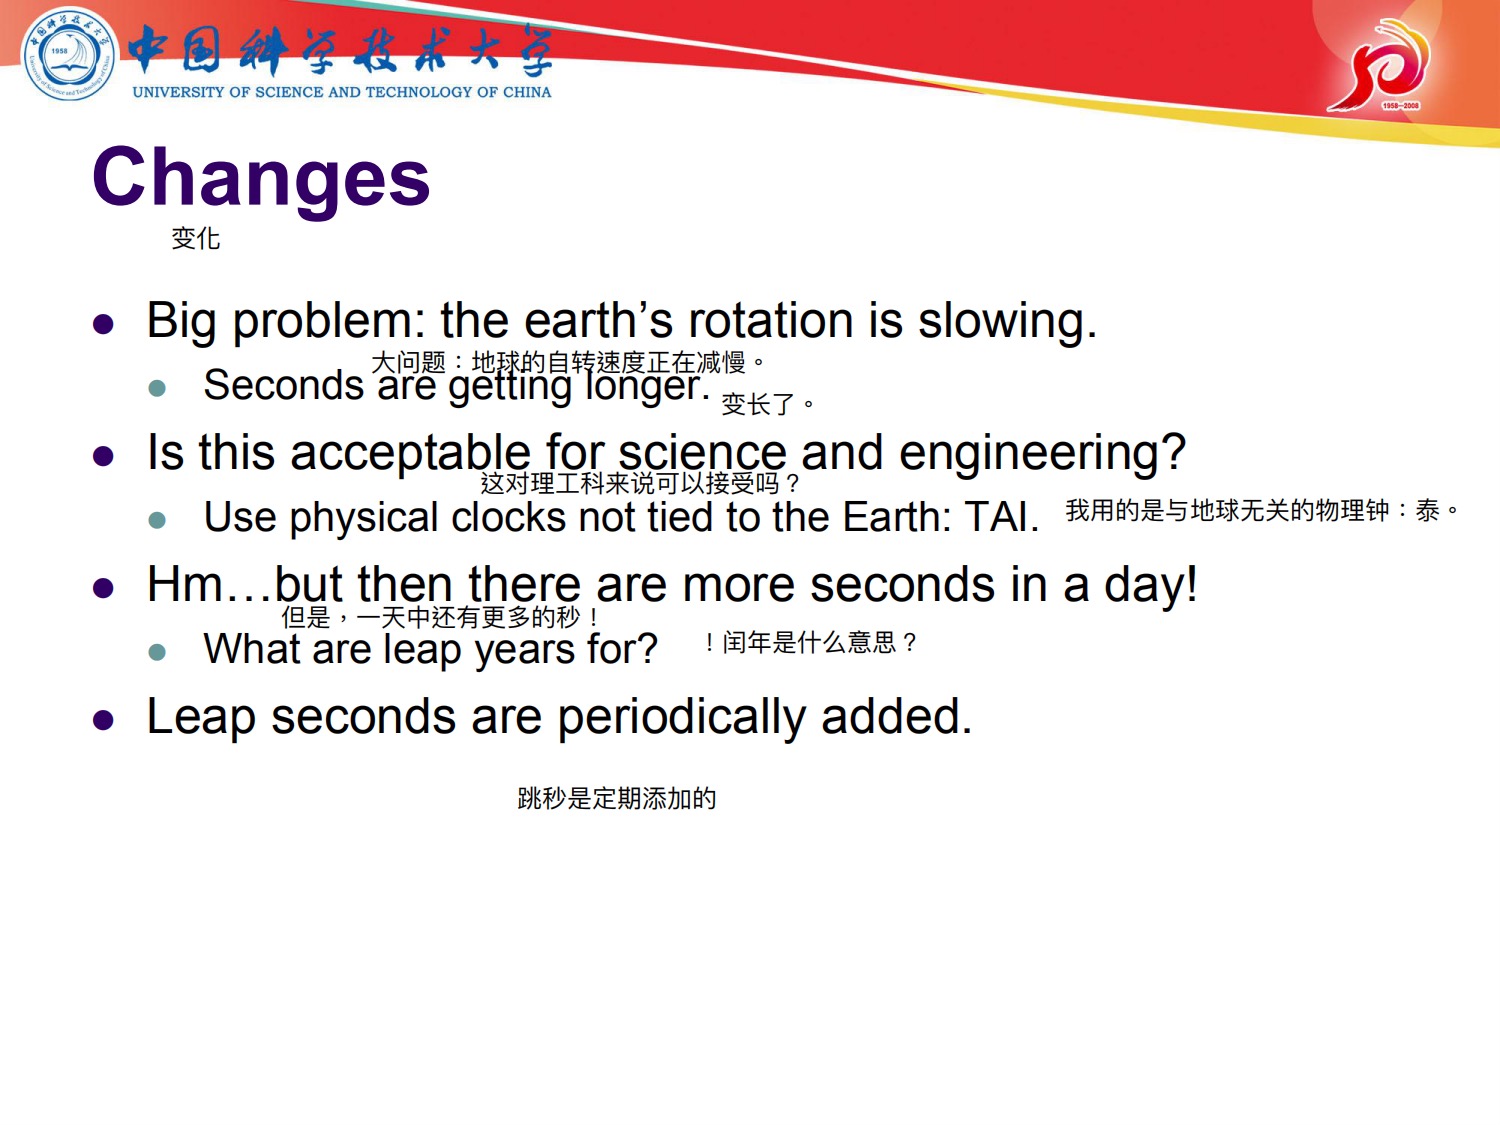 中国科学技术大学
UNIVERSITY OF SCIENCE AND TECHNOLOGY OF CHINA
1958
1958-2008
Changes
变化
Big problem: the earth’s rotation is slowing.
大问题：地球的自转速度正在减慢。
Seconds are getting longer.
变长了。
Is this acceptable for science and engineering?
这对理工科来说可以接受吗？
Use physical clocks not tied to the Earth: TAI.
我用的是与地球无关的物理钟：泰。
Hm…but then there are more seconds in a day!
但是，一天中还有更多的秒！
What are leap years for?
！闰年是什么意思？
Leap seconds are periodically added.
跳秒是定期添加的